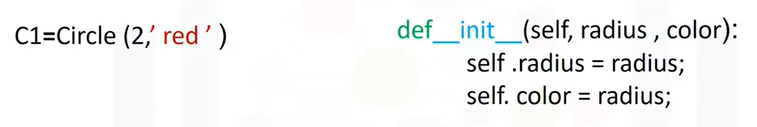 C1=Circle (2,’ red ’ )
def__init__(self, radius , color):
self .radius = radius;
self. color = radius;